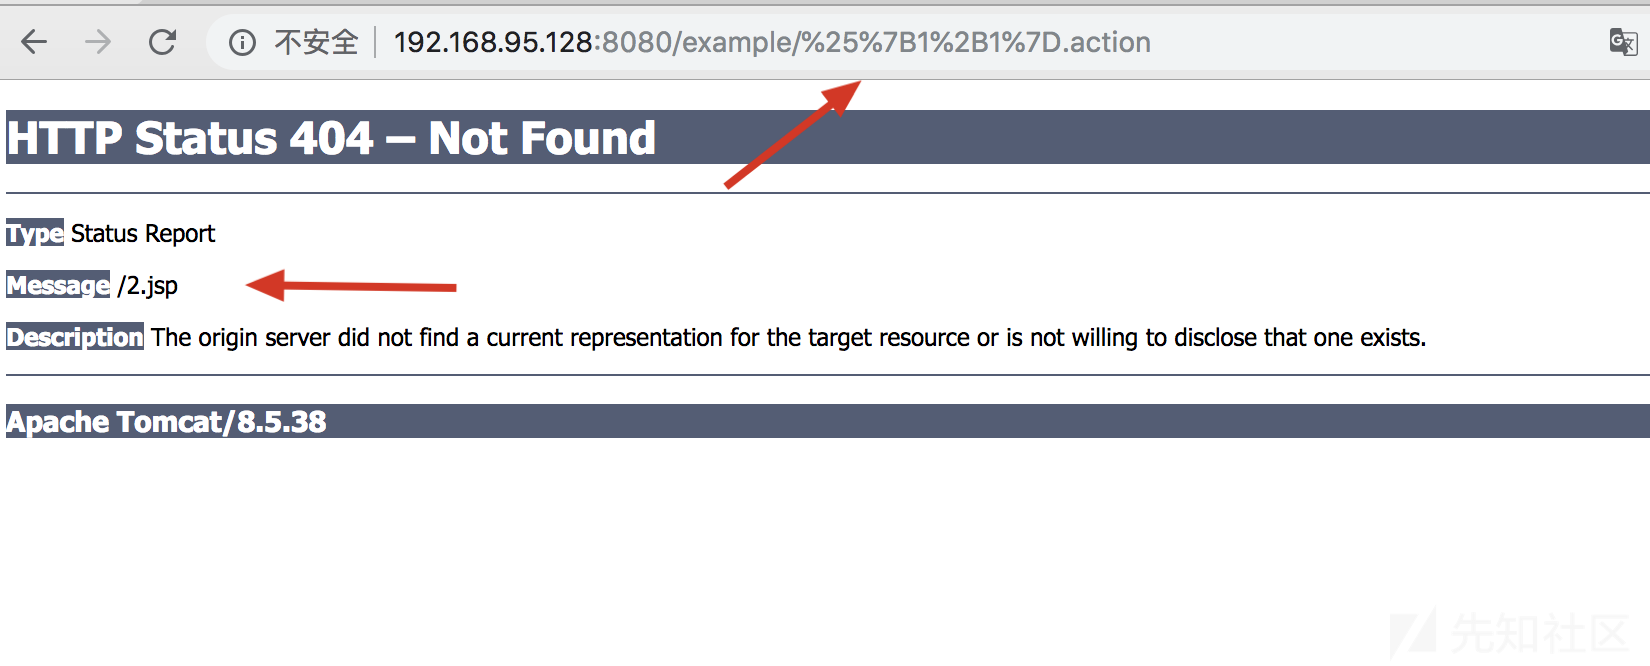 不安全 192.168.95.128:8080/example/%25%7B1%2B1%7D.action
HTTP Status 404 – Not Found
Type Status Report
Message /2.jsp
Description The origin server did not find a current representation for the target resource or is not willing to disclose that one exists.
Apache Tomcat/8.5.38
先知社区